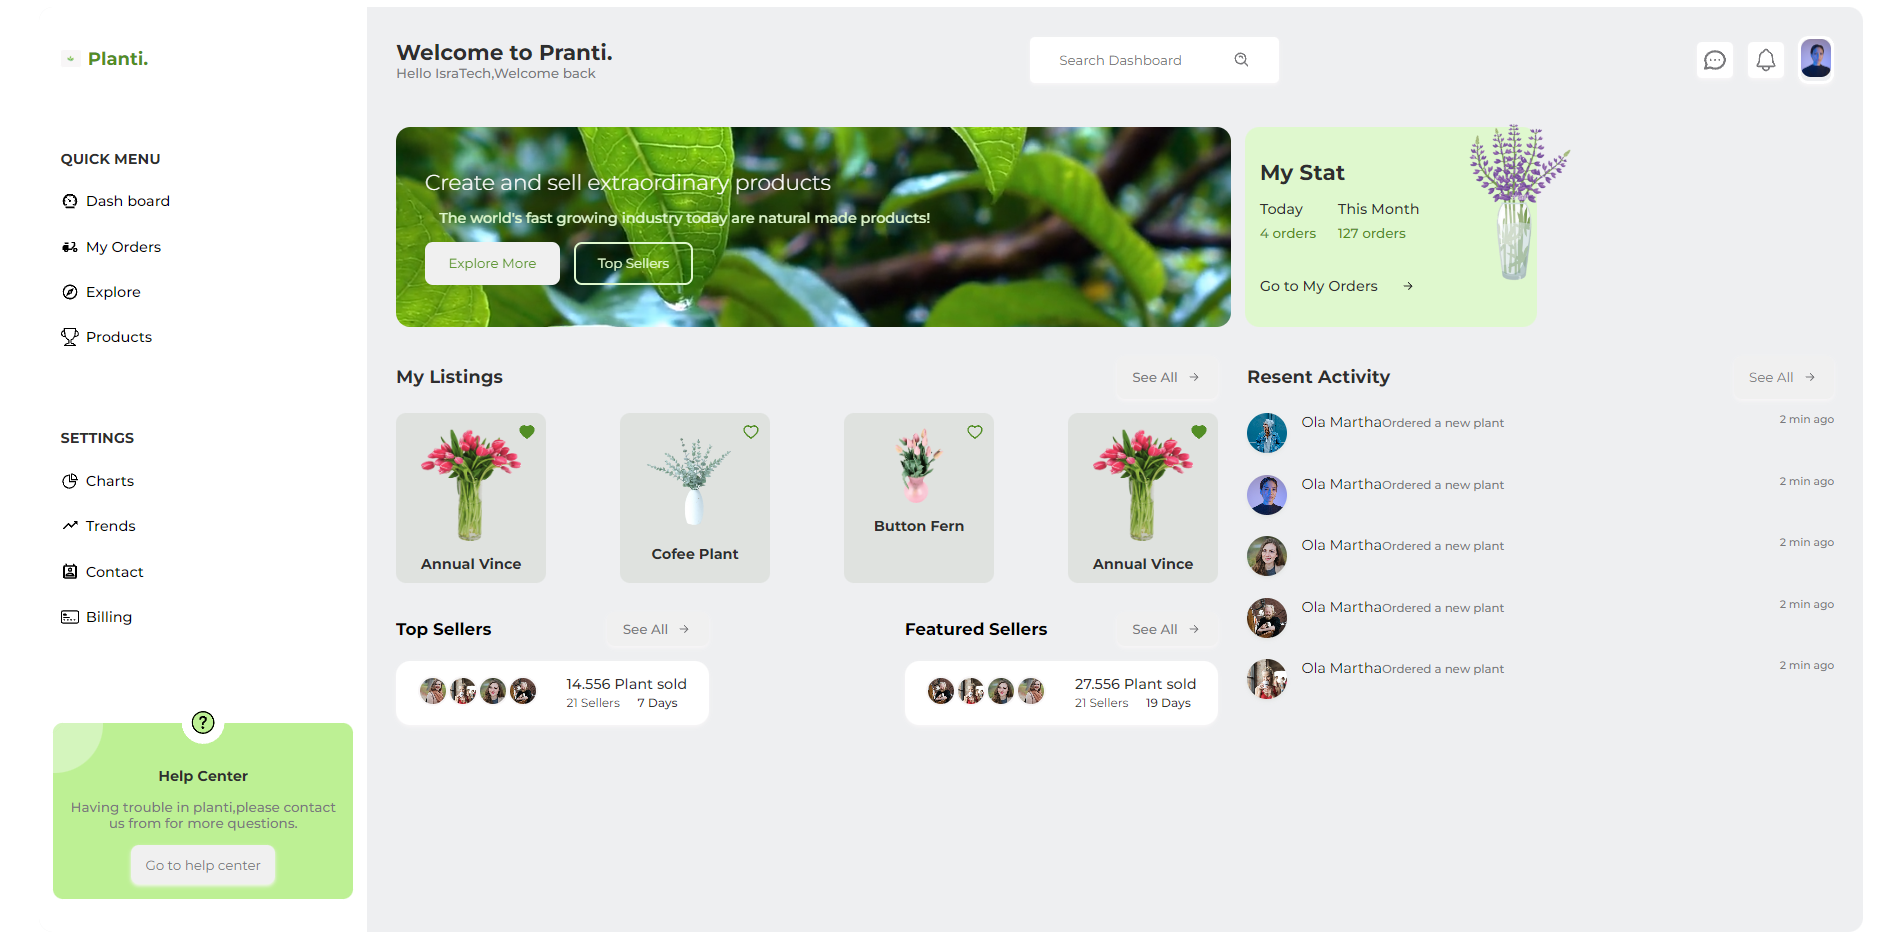 Planti.
QUICK MENU
Dash board
My Orders
Explore
Products
SETTINGS
Charts
Trends
Contact
Billing
?
Help Center
Having trouble in planti,please contact
us from for more questions.
Go to help center
Welcome to Pranti.
Hello IsraTech,Welcome back
Search Dashboard
Create and sell extraordinary products
The world's fast growing industry today are natural made products!
Explore More
Top Sellers
My Stat
Today This Month
4 orders 127 orders
Go to My Orders
My Listings
See All
Annual Vince
Cofee Plant
Button Fern
Annual Vince
Top Sellers
See All
14.556 Plant sold
21 Sellers 7 Days
Featured Sellers
See All
27.556 Plant sold
21 Sellers 19 Days
Resent Activity
See All
Ola MarthaOrdered a new plant 2 min ago
Ola MarthaOrdered a new plant 2 min ago
Ola MarthaOrdered a new plant 2 min ago
Ola MarthaOrdered a new plant 2 min ago
Ola MarthaOrdered a new plant 2 min ago